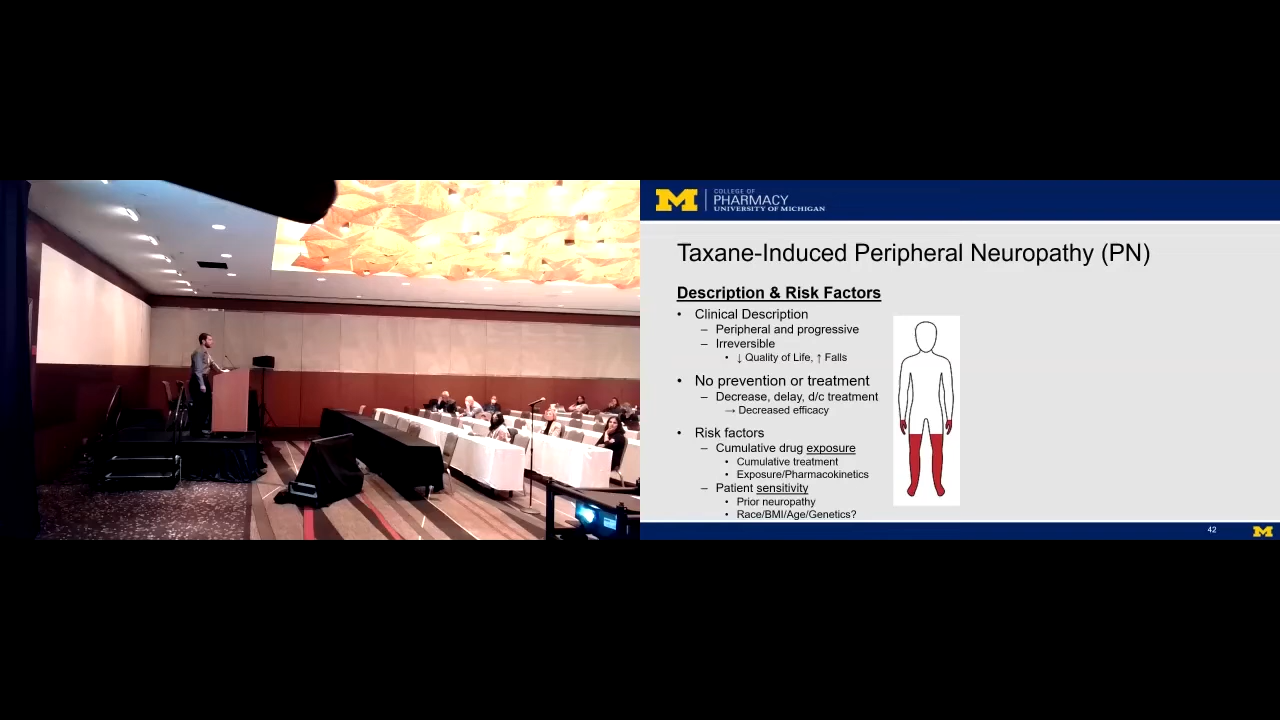 M
COLLEGE OF
PHARMACY
UNIVERSITY OF MICHIGAN
Taxane-Induced Peripheral Neuropathy (PN)
Description & Risk Factors
• Clinical Description
– Peripheral and progressive
– Irreversible
• ↓ Quality of Life, ↑ Falls
• No prevention or treatment
– Decrease, delay, d/c treatment
→ Decreased efficacy
• Risk factors
– Cumulative drug exposure
• Cumulative treatment
• Exposure/Pharmacokinetics
– Patient sensitivity
• Prior neuropathy
• Race/BMI/Age/Genetics?
42
M